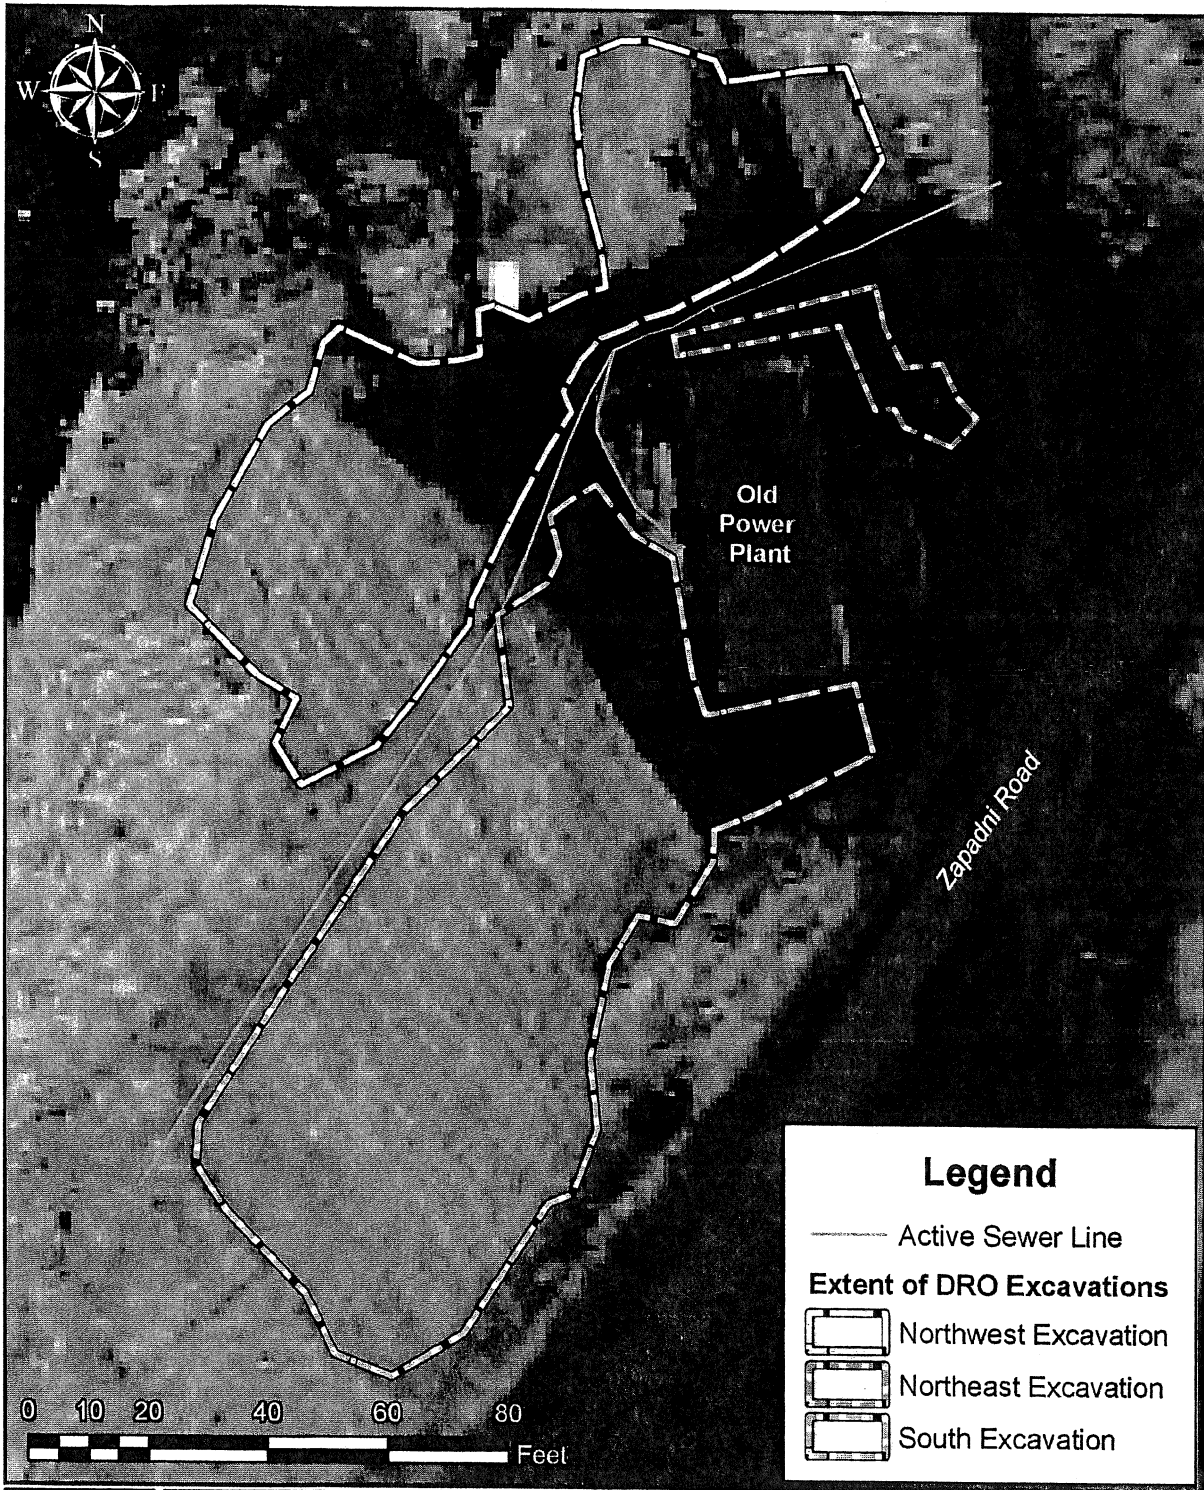 N
W E
S
Old
Power
Plant
Zapadni Road
Legend
Active Sewer Line
Extent of DRO Excavations
Northwest Excavation
Northeast Excavation
South Excavation
0 10 20 40 60 80
Feet